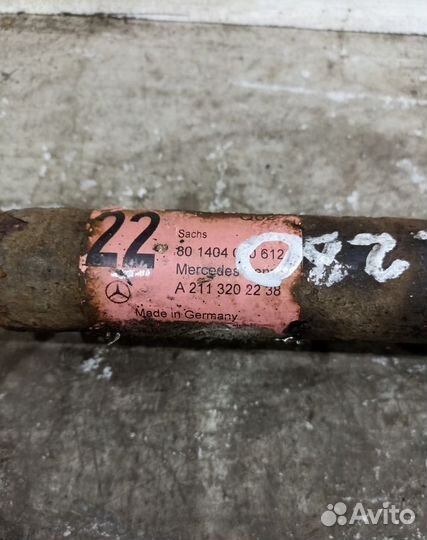 22
Sachs
80 1404 612
Mercedes
A 211 320 22 38
Made in Germany
Avito